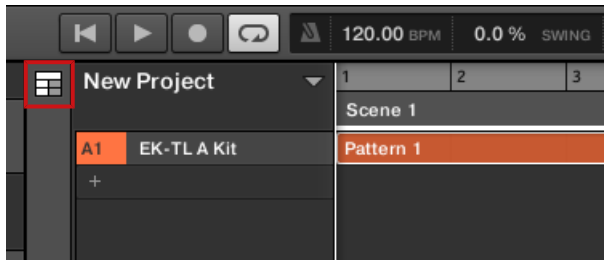 120.00 BPM 0.0 % SWING
New Project 1 2 3
Scene 1
A1 EK-TL A Kit Pattern 1
+